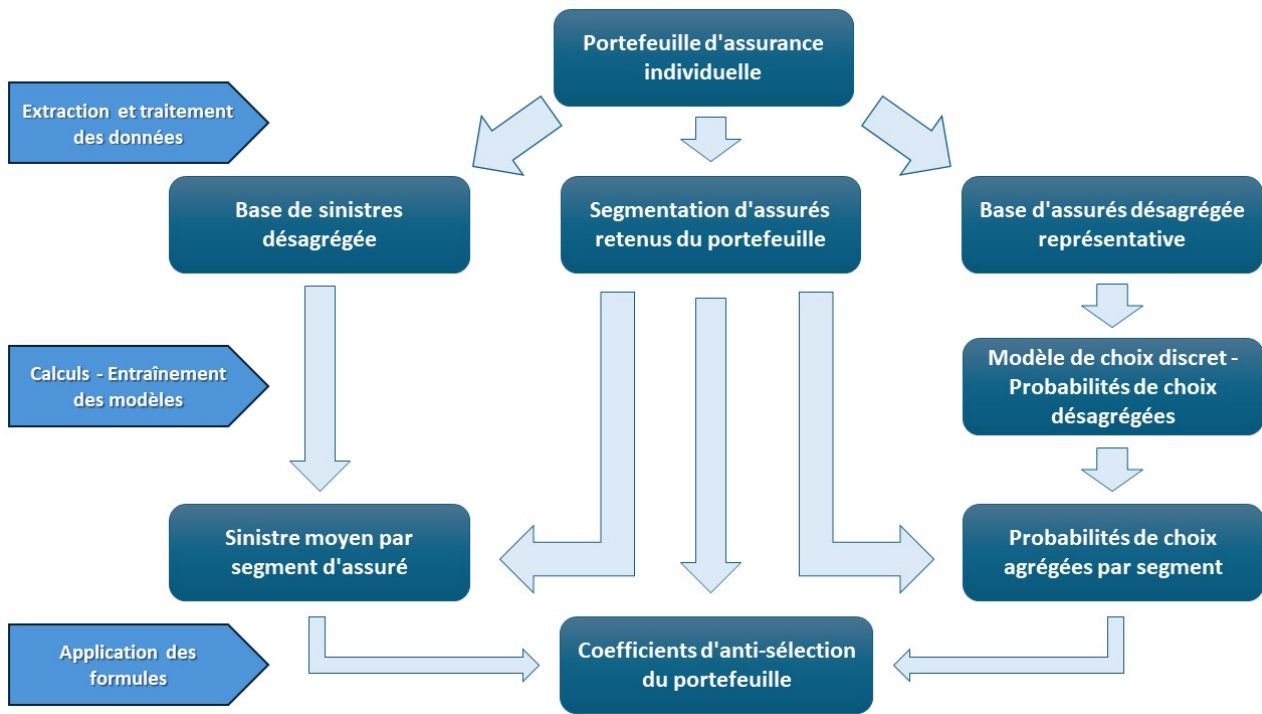 Portefeuille d'assurance
individuelle
Extraction et traitement
des données
Base de sinistres
désagrégée
Segmentation d'assurés
retenus du portefeuille
Base d'assurés désagrégée
représentative
Calculs - Entraînement
des modèles
Modèle de choix discret -
Probabilités de choix
désagrégées
Sinistre moyen par
segment d'assuré
Probabilités de choix
agrégées par segment
Application des
formules
Coefficients d'anti-sélection
du portefeuille